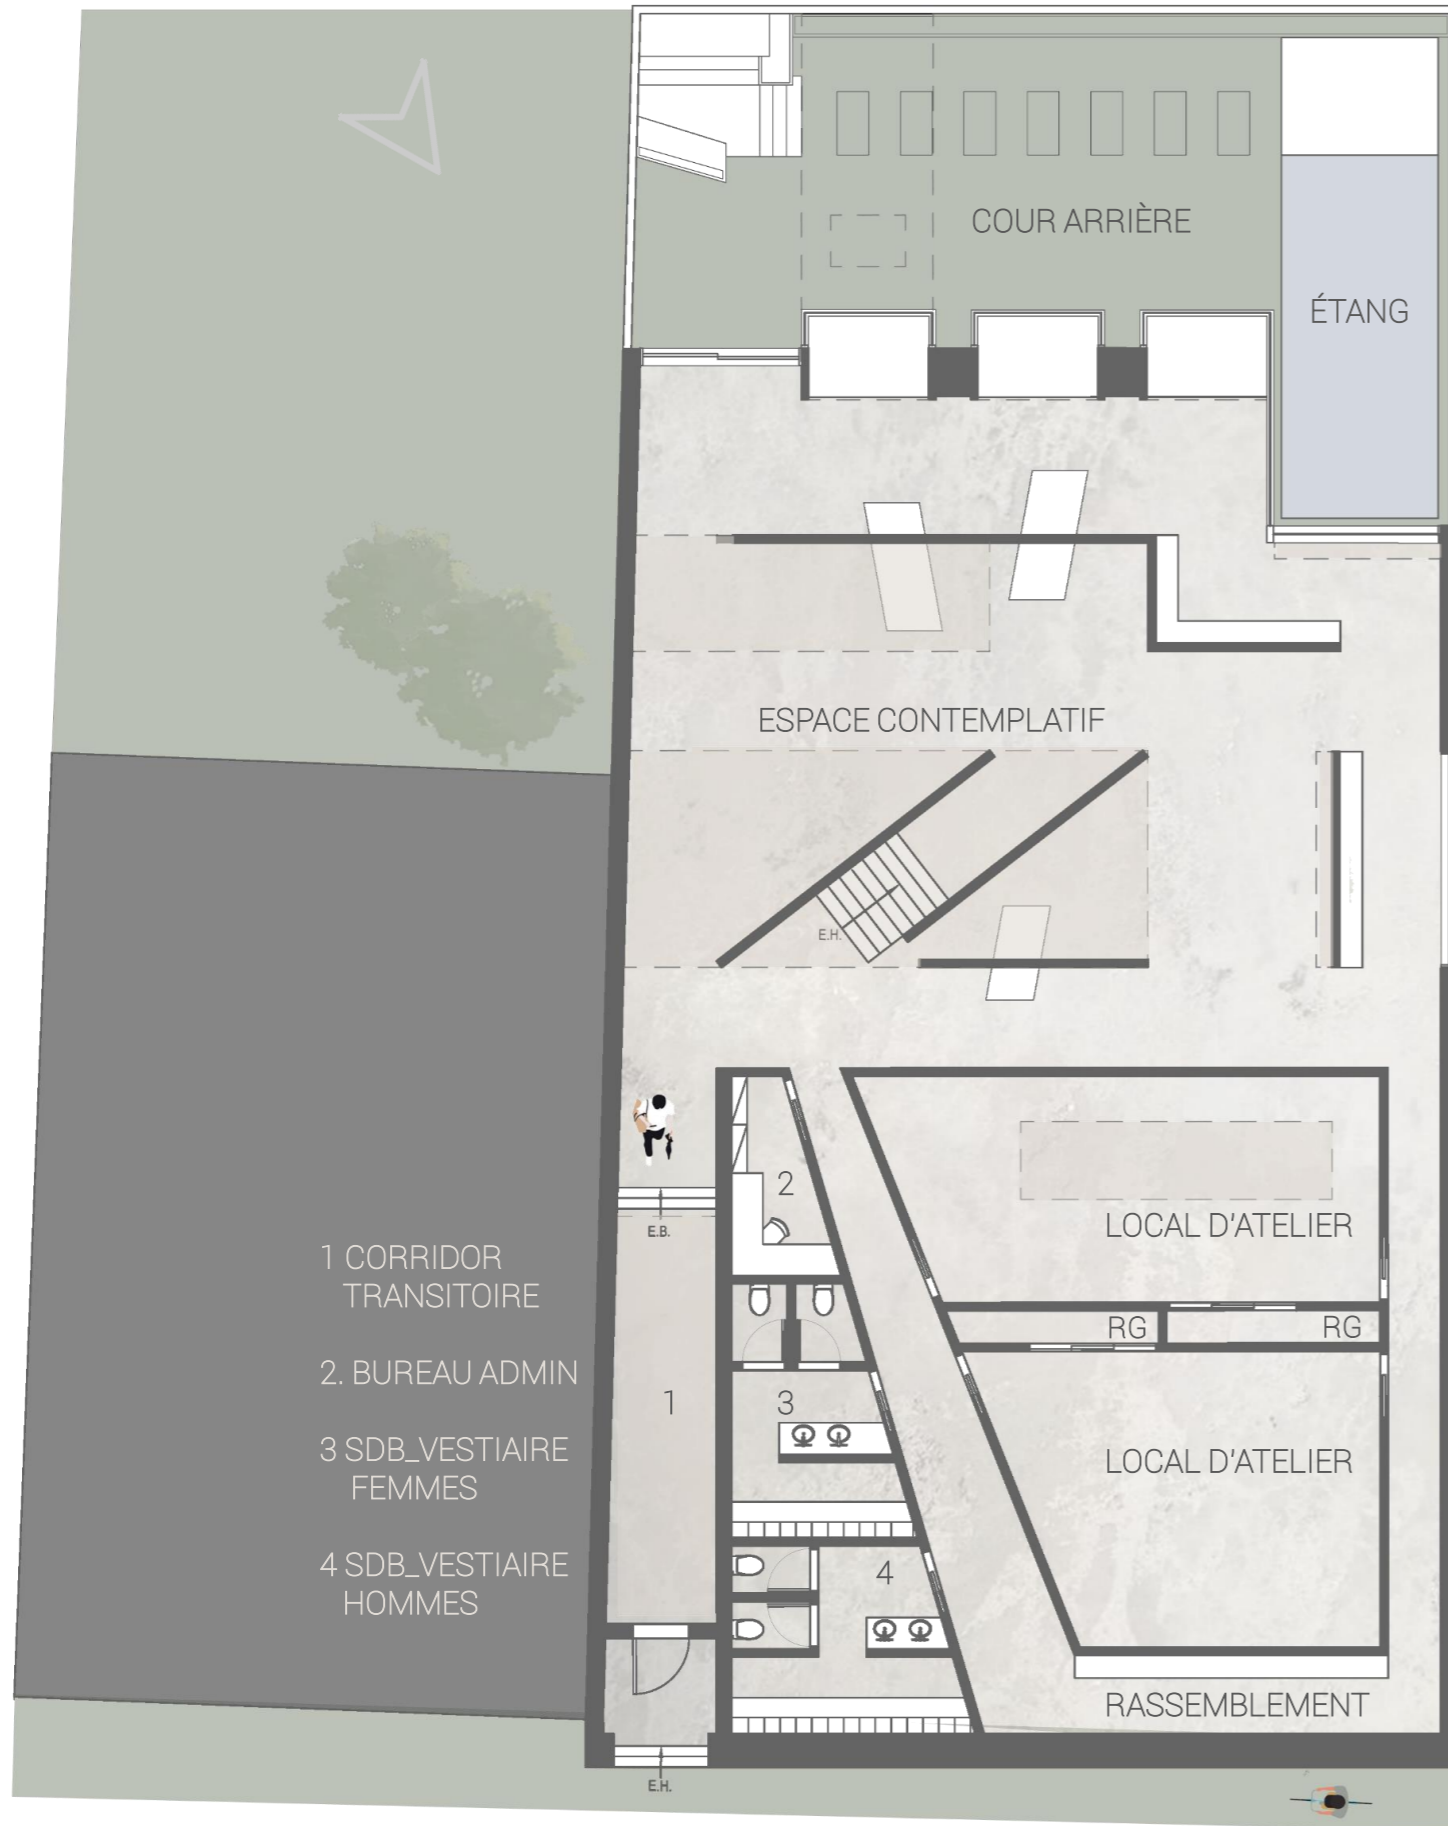 COUR ARRIÈRE
ÉTANG
ESPACE CONTEMPLATIF
E.H.
2
LOCAL D'ATELIER
E.B.
1 CORRIDOR
TRANSITOIRE
RG
RG
2. BUREAU ADMIN
1
3
3 SDB_VESTIAIRE
FEMMES
LOCAL D'ATELIER
4 SDB_VESTIAIRE
HOMMES
4
RASSEMBLEMENT
E.H.